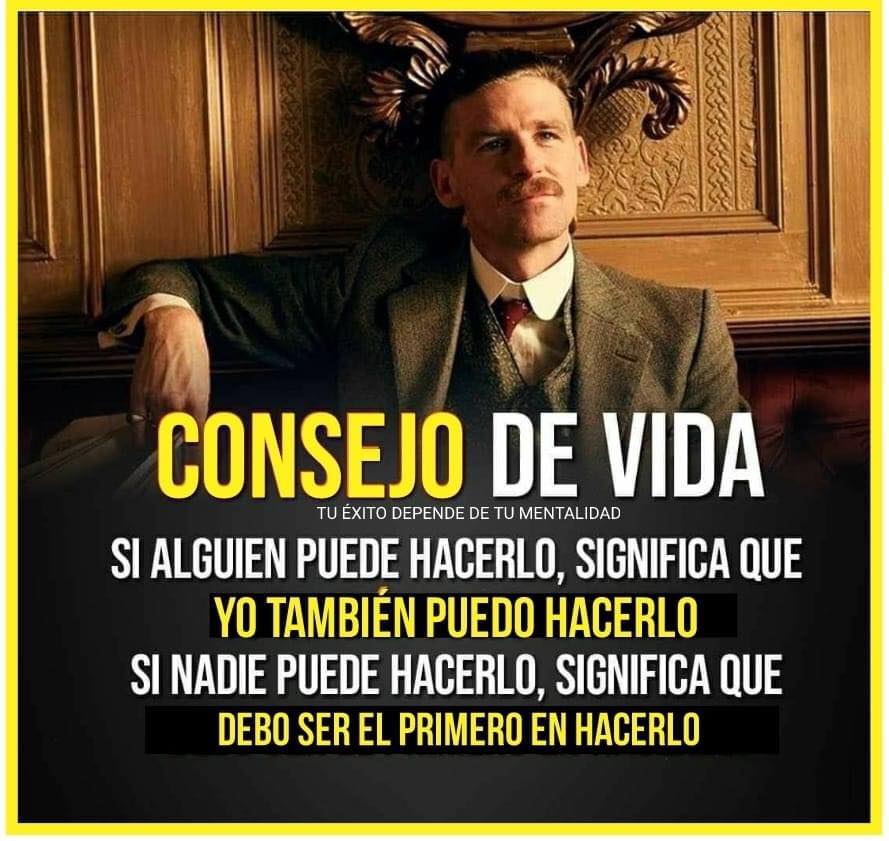 CONSEJO DE VIDA
TU ÉXITO DEPENDE DE TU MENTALIDAD
SI ALGUIEN PUEDE HACERLO, SIGNIFICA QUE
YO TAMBIÉN PUEDO HACERLO
SI NADIE PUEDE HACERLO, SIGNIFICA QUE
DEBO SER EL PRIMERO EN HACERLO